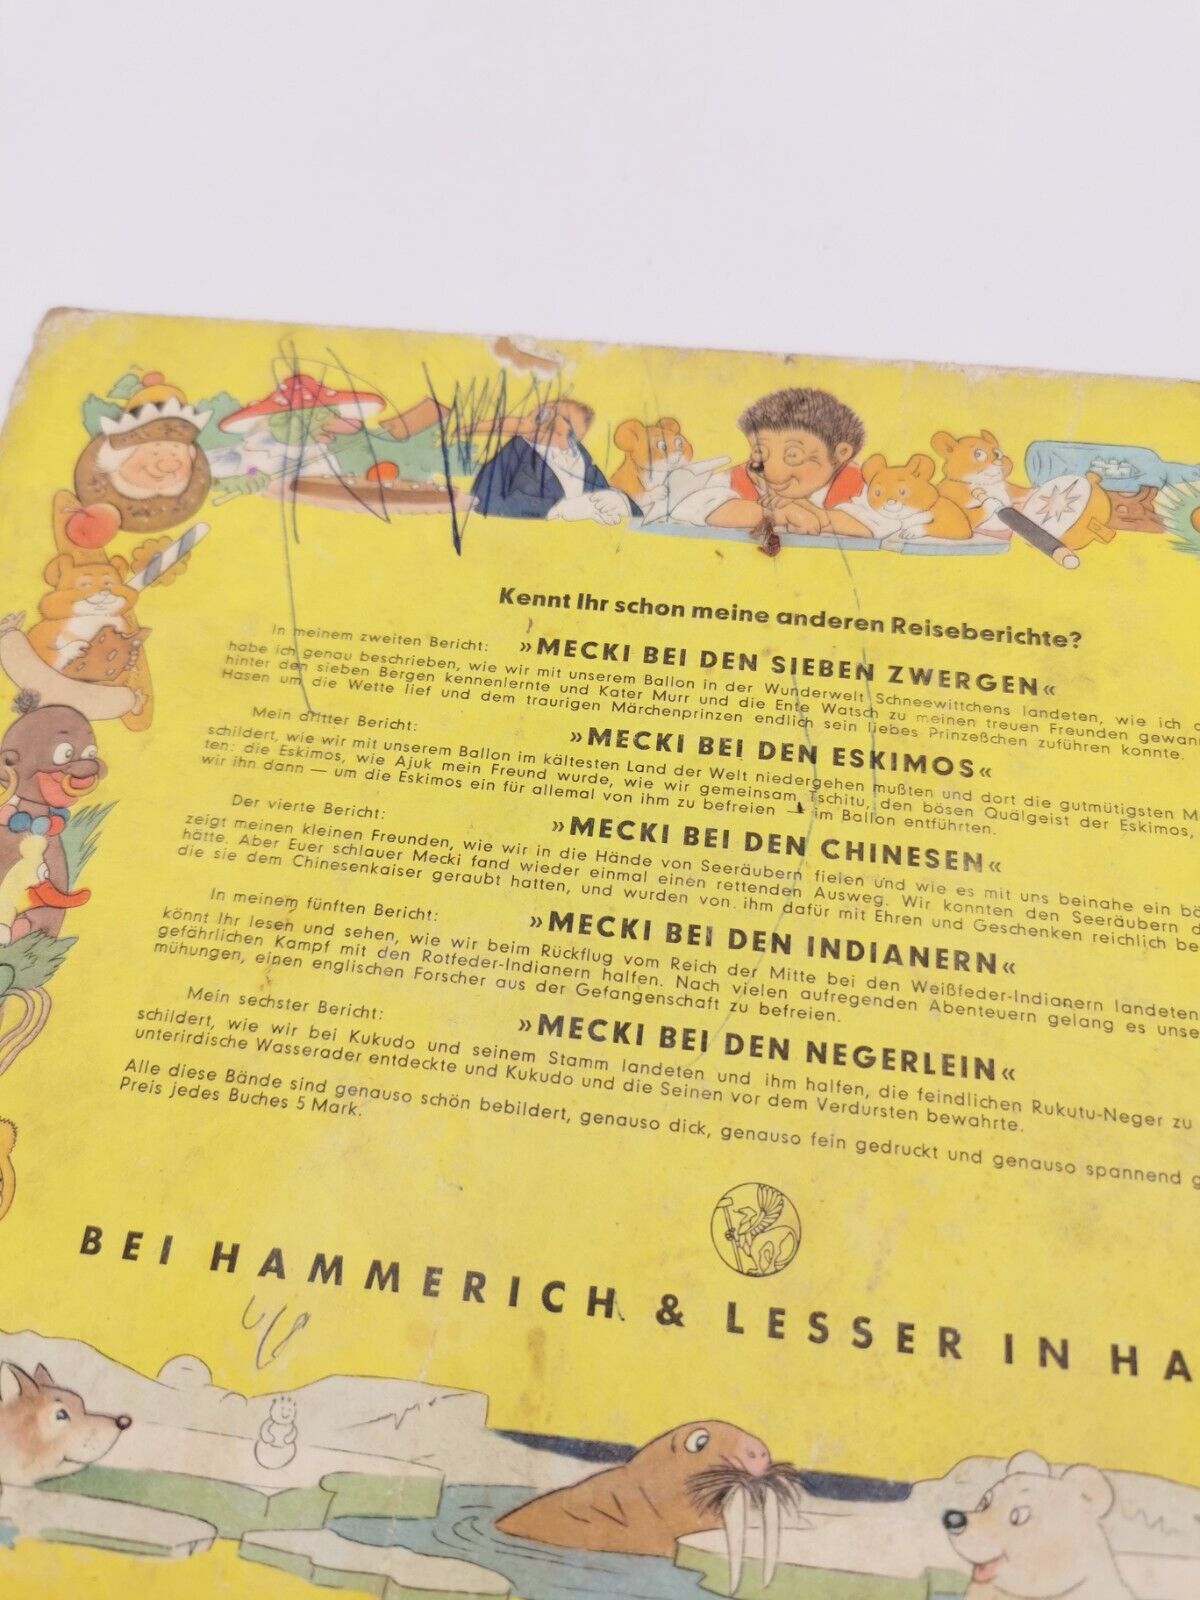 Kennt Ihr schon meine anderen Reiseberichte?
In meinem zweiten Bericht: »MECKI BEI DEN SIEBEN ZWERGEN«
habe ich genau beschrieben, wie wir mit unserem Ballon in der Wunderwelt Schneewittchens landeten, wie ich
hinter den sieben Bergen kennenlernte und Kater Murr und die Ente Watsch zu meinen treuen Freunden gewan
Hasen um die Wette lief und dem traurigen Märchenprinzen endlich sein liebes Prinzeßchen zuführen konnte.
Mein dritter Bericht: »MECKI BEI DEN ESKIMOS«
schildert, wie wir mit unserem Ballon im kältesten Land der Welt niedergehen mußten und dort die gutmütigsten M
ten: die Eskimos, wie Ajuk mein Freund wurde, wie wir gemeinsam Tschitu, den bösen Quälgeist der Eskimos,
wir ihn dann — um die Eskimos ein für allemal von ihm zu befreien — im Ballon entführten.
Der vierte Bericht: »MECKI BEI DEN CHINESEN«
zeigt meinen kleinen Freunden, wie wir in die Hände von Seeräubern fielen und wie es mit uns beinahe ein bö
hätte. Aber Euer schlauer Mecki fand wieder einmal einen rettenden Ausweg. Wir konnten den Seeräubern d
die sie dem Chinesenkaiser geraubt hatten, und wurden von ihm dafür mit Ehren und Geschenken reichlich be
In meinem fünften Bericht: »MECKI BEI DEN INDIANERN«
könnt Ihr lesen und sehen, wie wir beim Rückflug vom Reich der Mitte bei den Weißfeder-Indianern landeten
gefährlichen Kampf mit den Rotfeder-Indianern halfen. Nach vielen aufregenden Abenteuern gelang es unse
mühungen, einen englischen Forscher aus der Gefangenschaft zu befreien.
Mein sechster Bericht: »MECKI BEI DEN NEGERLEIN«
schildert, wie wir bei Kukudo und seinem Stamm landeten und ihm halfen, die feindlichen Rukutu-Neger zu
unterirdische Wasserader entdeckte und Kukudo und die Seinen vor dem Verdursten bewahrte.
Alle diese Bände sind genauso schön bebildert, genauso dick, genauso fein gedruckt und genauso spannend g
Preis jedes Buches 5 Mark.
BEI HAMMERICH & LESSER IN HA